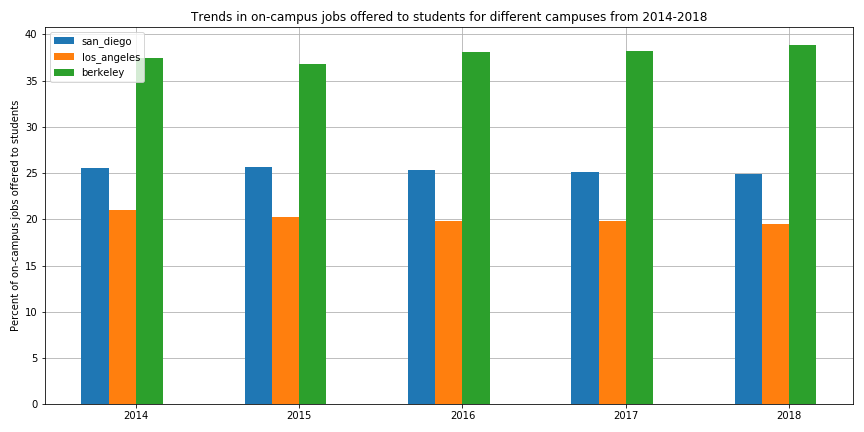 Trends in on-campus jobs offered to students for different campuses from 2014-2018
san_diego
los_angeles
berkeley
Percent of on-campus jobs offered to students
40
35
30
25
20
15
10
5
0
2014 2015 2016 2017 2018